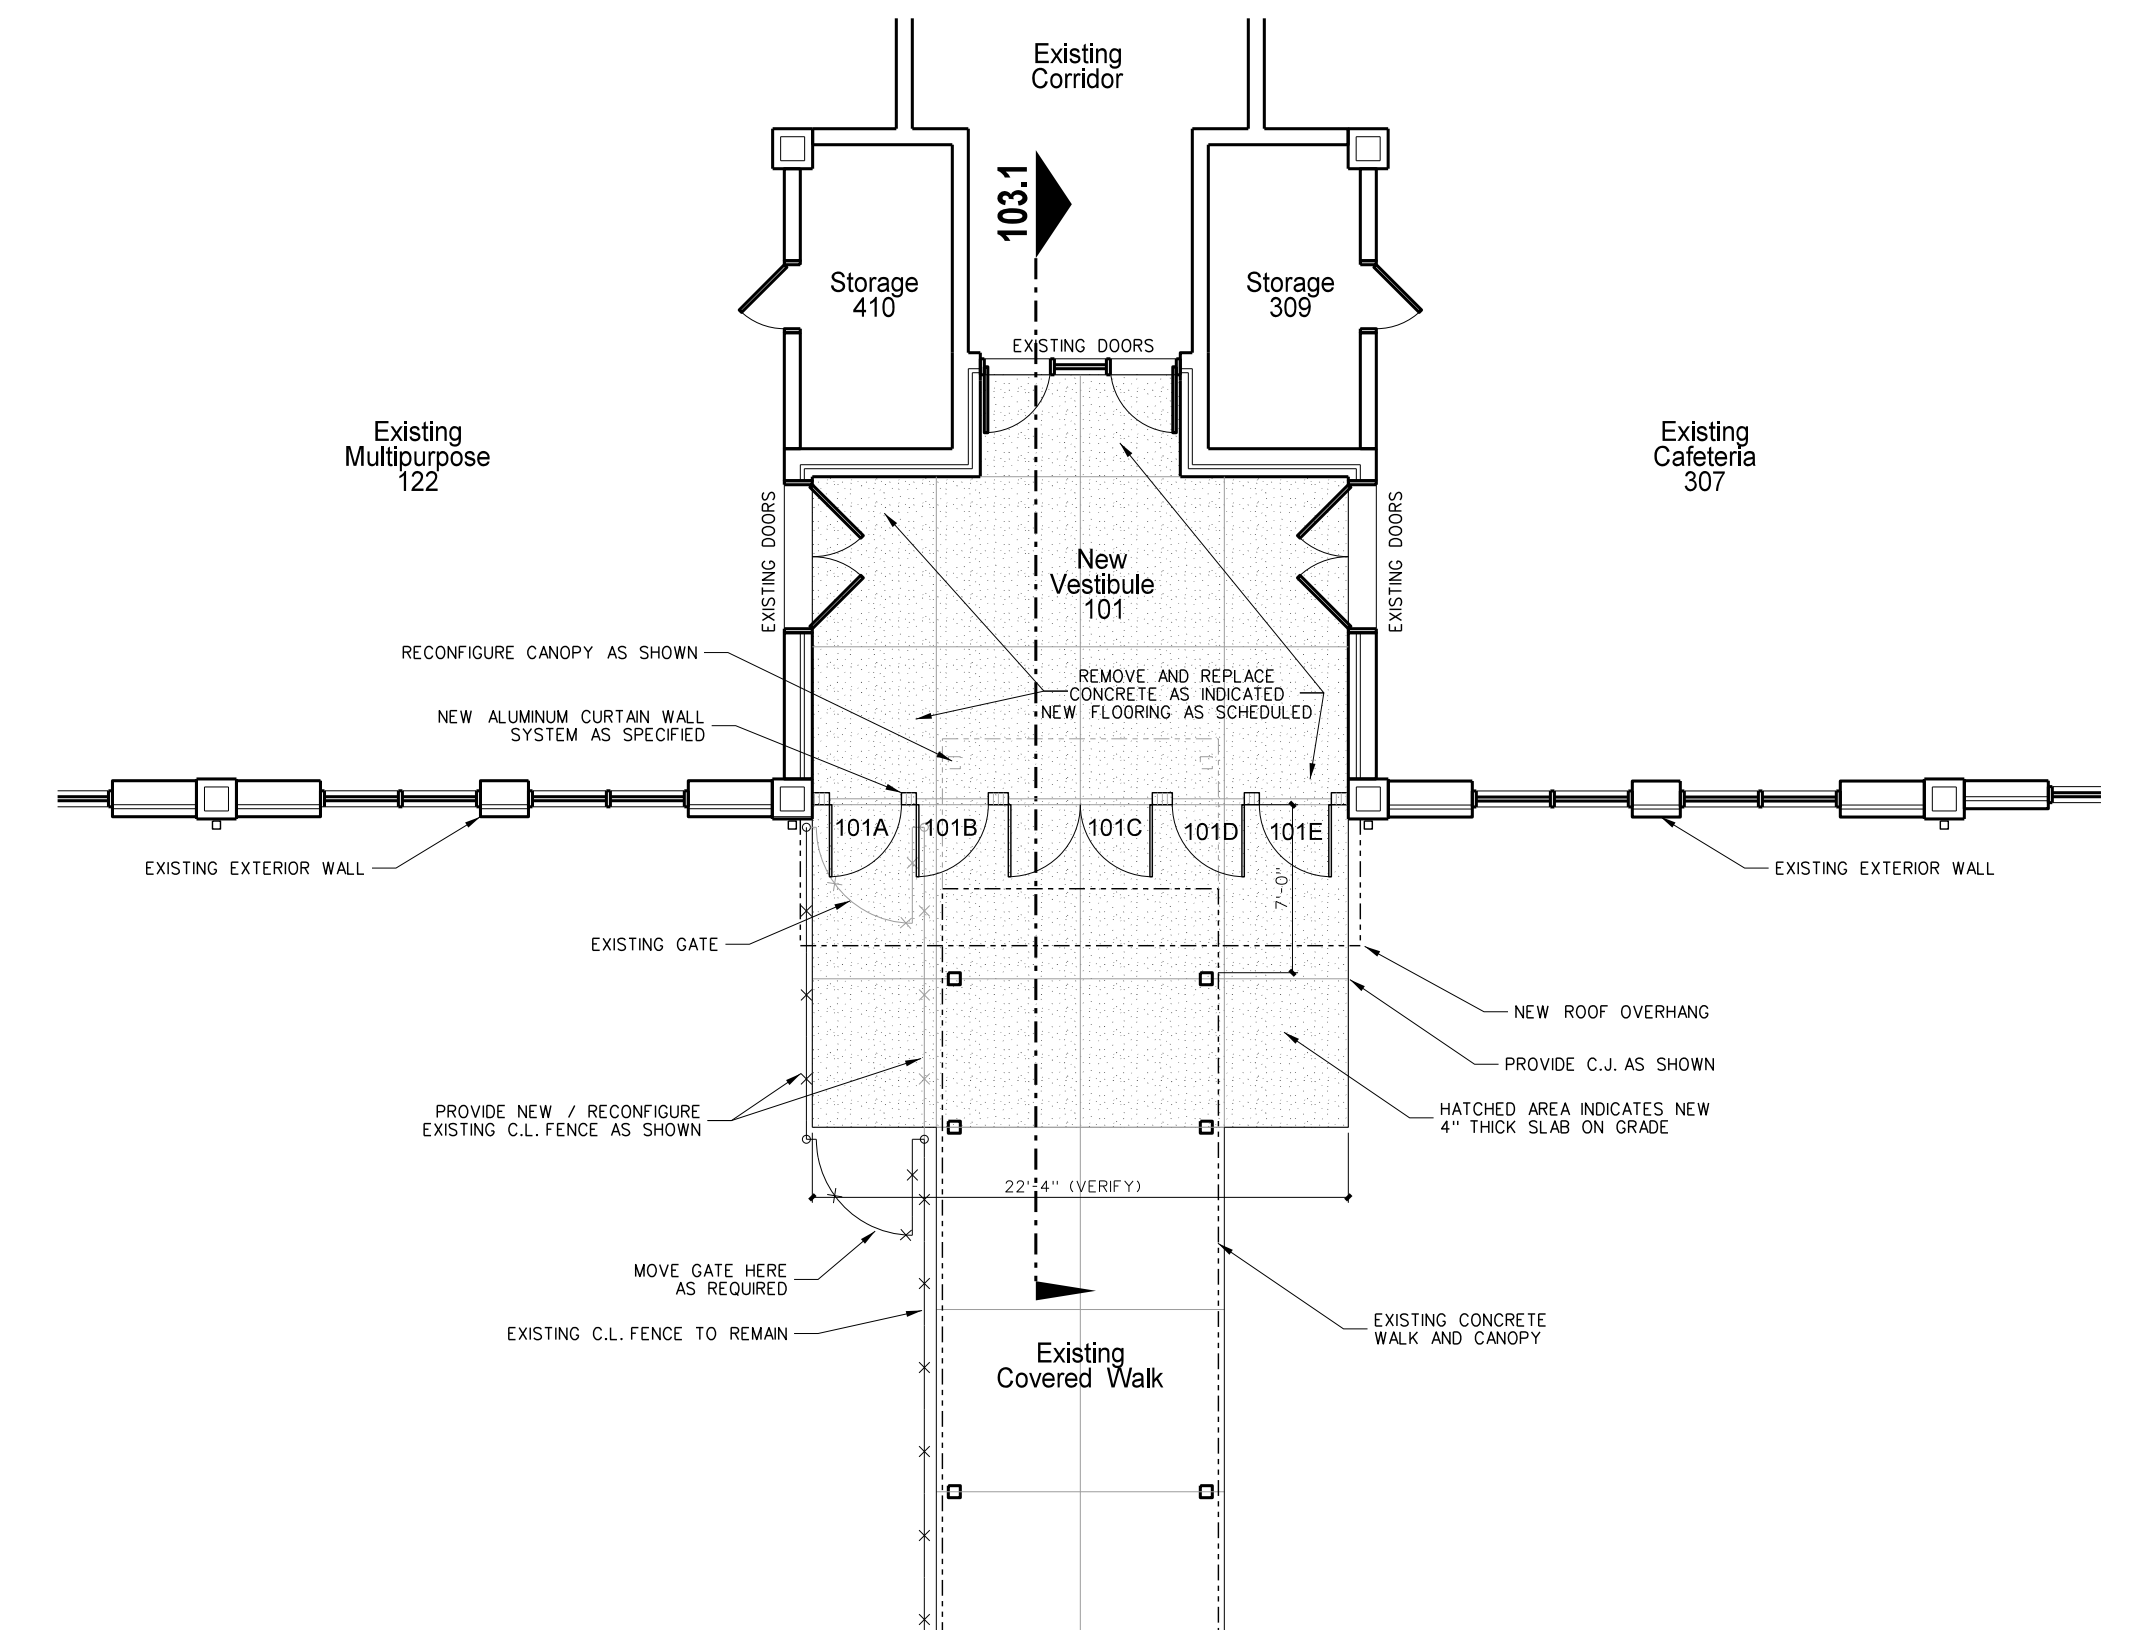 Existing
Corridor
103.1
Storage
410
Storage
309
EXISTING DOORS
Existing
Multipurpose
122
Existing
Cafeteria
307
EXISTING DOORS
EXISTING DOORS
New
Vestibule
101
RECONFIGURE CANOPY AS SHOWN
REMOVE AND REPLACE
CONCRETE AS INDICATED
NEW FLOORING AS SCHEDULED
NEW ALUMINUM CURTAIN WALL
SYSTEM AS SPECIFIED
101A
101B
101C
101D
101E
EXISTING EXTERIOR WALL
EXISTING EXTERIOR WALL
7'-0"
EXISTING GATE
NEW ROOF OVERHANG
PROVIDE C.J. AS SHOWN
PROVIDE NEW / RECONFIGURE
EXISTING C.L. FENCE AS SHOWN
HATCHED AREA INDICATES NEW
4" THICK SLAB ON GRADE
22'-4" (VERIFY)
MOVE GATE HERE
AS REQUIRED
EXISTING C.L. FENCE TO REMAIN
EXISTING CONCRETE
WALK AND CANOPY
Existing
Covered Walk